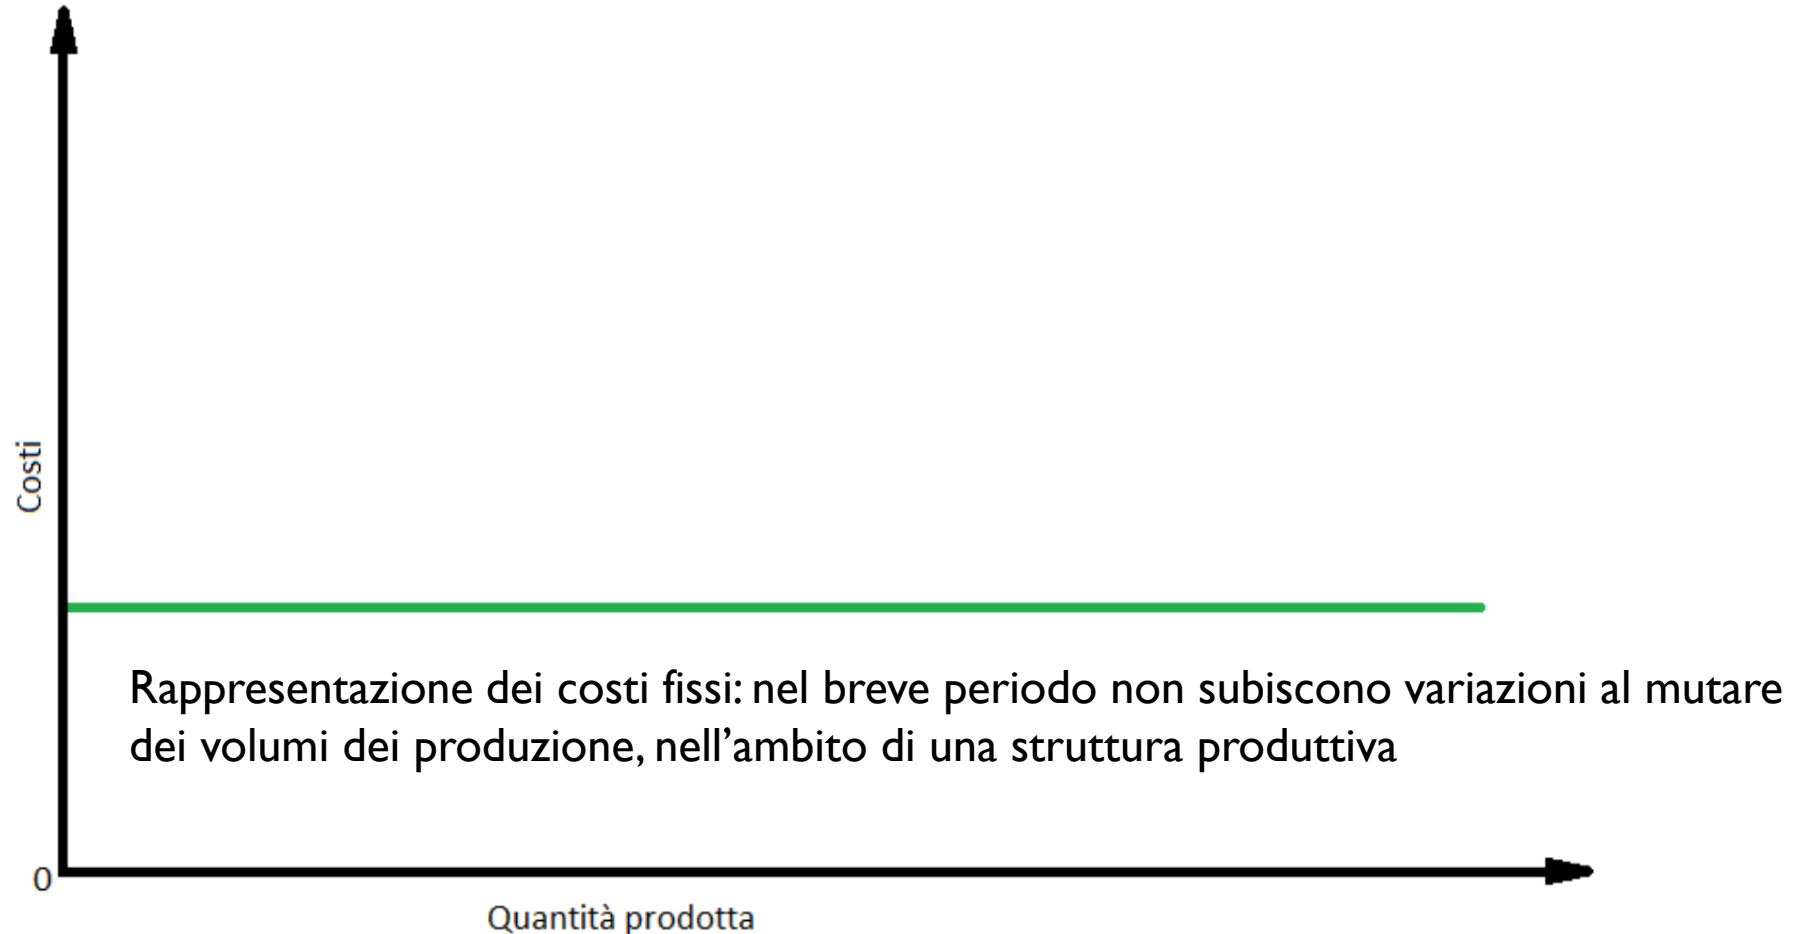 Costi
Rappresentazione dei costi fissi: nel breve periodo non subiscono variazioni al mutare
dei volumi dei produzione, nell’ambito di una struttura produttiva
0
Quantità prodotta